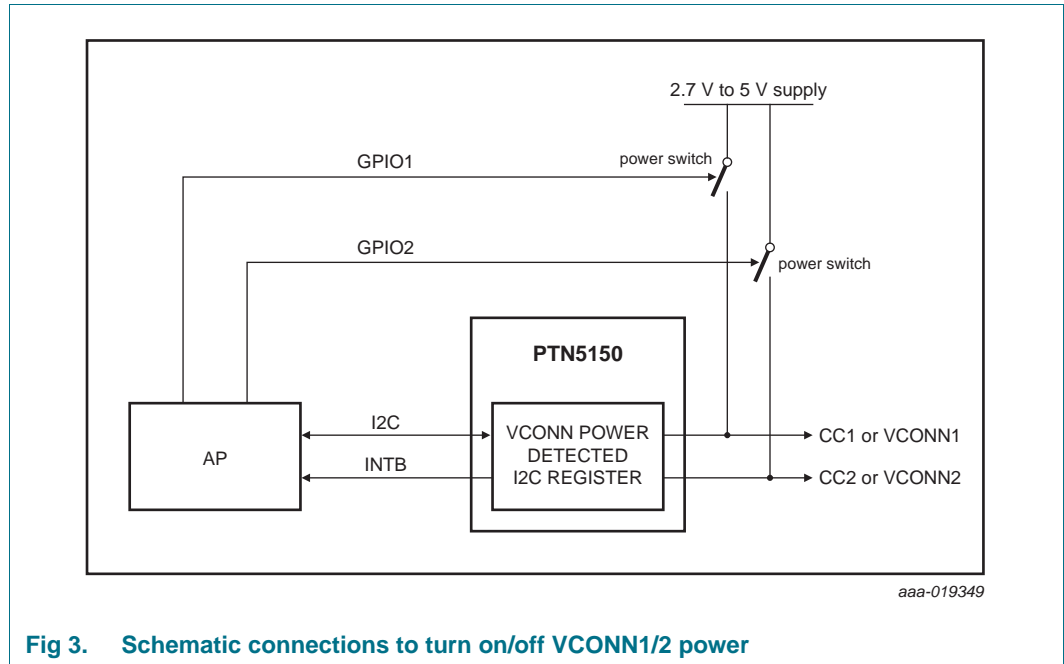 2.7 V to 5 V supply
GPIO1
power switch
GPIO2
power switch
PTN5150
AP
I2C
INTB
VCONN POWER
DETECTED
I2C REGISTER
CC1 or VCONN1
CC2 or VCONN2
aaa-019349
Fig 3. Schematic connections to turn on/off VCONN1/2 power